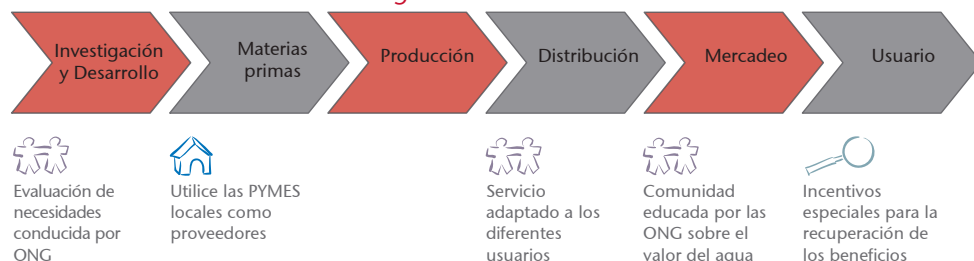 Investigación
y Desarrollo
Materias
primas
Producción
Distribución
Mercadeo
Usuario
Evaluación de
necesidades
conducida por
ONG
Utilice las PYMES
locales como
proveedores
Servicio
adaptado a los
diferentes
usuarios
Comunidad
educada por las
ONG sobre el
valor del agua
Incentivos
especiales para la
recuperación de
los beneficios